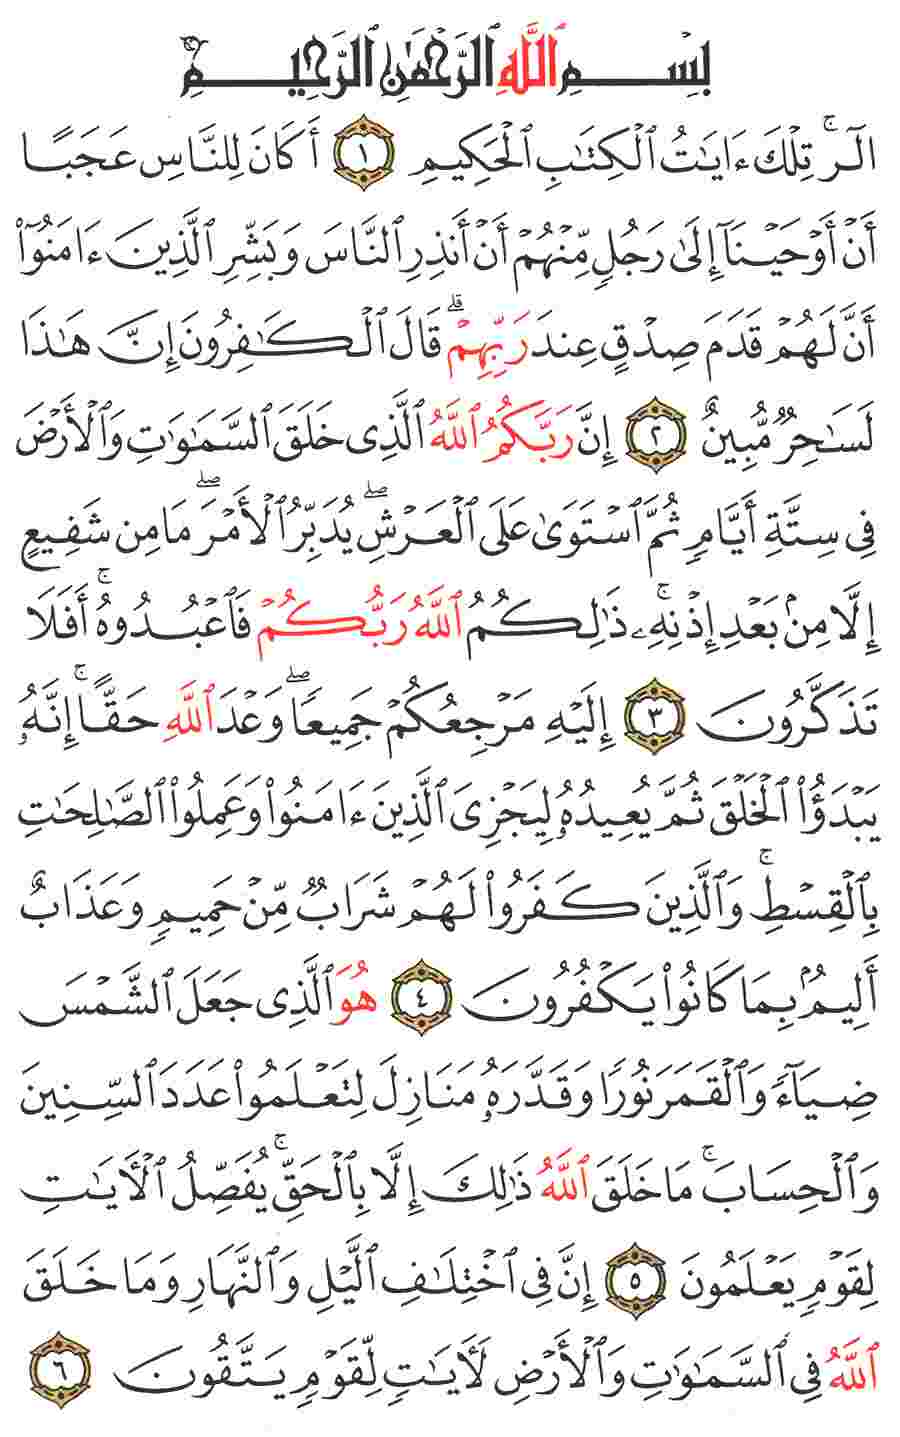 بِسْمِ ٱللَّهِ ٱلرَّحْمَٰنِ ٱلرَّحِيمِ
الٓرۚ تِلْكَ ءَايَٰتُ ٱلْكِتَٰبِ ٱلْحَكِيمِ ١ أَكَانَ لِلنَّاسِ عَجَبًا
أَنْ أَوْحَيْنَآ إِلَىٰ رَجُلٍ مِّنْهُمْ أَنْ أَنذِرِ ٱلنَّاسَ وَبَشِّرِ ٱلَّذِينَ ءَامَنُوٓا۟
أَنَّ لَهُمْ قَدَمَ صِدْقٍ عِندَ رَبِّهِمْۗ قَالَ ٱلْكَٰفِرُونَ إِنَّ هَٰذَا
لَسَٰحِرٌ مُّبِينٌ ٢ إِنَّ رَبَّكُمُ ٱللَّهُ ٱلَّذِى خَلَقَ ٱلسَّمَٰوَٰتِ وَٱلْأَرْضَ
فِى سِتَّةِ أَيَّامٍ ثُمَّ ٱسْتَوَىٰ عَلَى ٱلْعَرْشِۖ يُدَبِّرُ ٱلْأَمْرَۖ مَا مِن شَفِيعٍ
إِلَّا مِنۢ بَعْدِ إِذْنِهِۦۚ ذَٰلِكُمُ ٱللَّهُ رَبُّكُمْ فَٱعْبُدُوهُۚ أَفَلَا
تَذَكَّرُونَ ٣ إِلَيْهِ مَرْجِعُكُمْ جَمِيعًاۖ وَعْدَ ٱللَّهِ حَقًّاۚ إِنَّهُۥ
يَبْدَؤُا۟ ٱلْخَلْقَ ثُمَّ يُعِيدُهُۥ لِيَجْزِىَ ٱلَّذِينَ ءَامَنُوا۟ وَعَمِلُوا۟ ٱلصَّٰلِحَٰتِ
بِٱلْقِسْطِۚ وَٱلَّذِينَ كَفَرُوا۟ لَهُمْ شَرَابٌ مِّنْ حَمِيمٍ وَعَذَابٌ
أَلِيمٌۢ بِمَا كَانُوا۟ يَكْفُرُونَ ٤ هُوَ ٱلَّذِى جَعَلَ ٱلشَّمْسَ
ضِيَآءً وَٱلْقَمَرَ نُورًا وَقَدَّرَهُۥ مَنَازِلَ لِتَعْلَمُوا۟ عَدَدَ ٱلسِّنِينَ
وَٱلْحِسَابَۚ مَا خَلَقَ ٱللَّهُ ذَٰلِكَ إِلَّا بِٱلْحَقِّۚ يُفَصِّلُ ٱلْءَايَٰتِ
لِقَوْمٍ يَعْلَمُونَ ٥ إِنَّ فِى ٱخْتِلَٰفِ ٱلَّيْلِ وَٱلنَّهَارِ وَمَا خَلَقَ
ٱللَّهُ فِى ٱلسَّمَٰوَٰتِ وَٱلْأَرْضِ لَءَايَٰتٍ لِّقَوْمٍ يَتَّقُونَ ٦